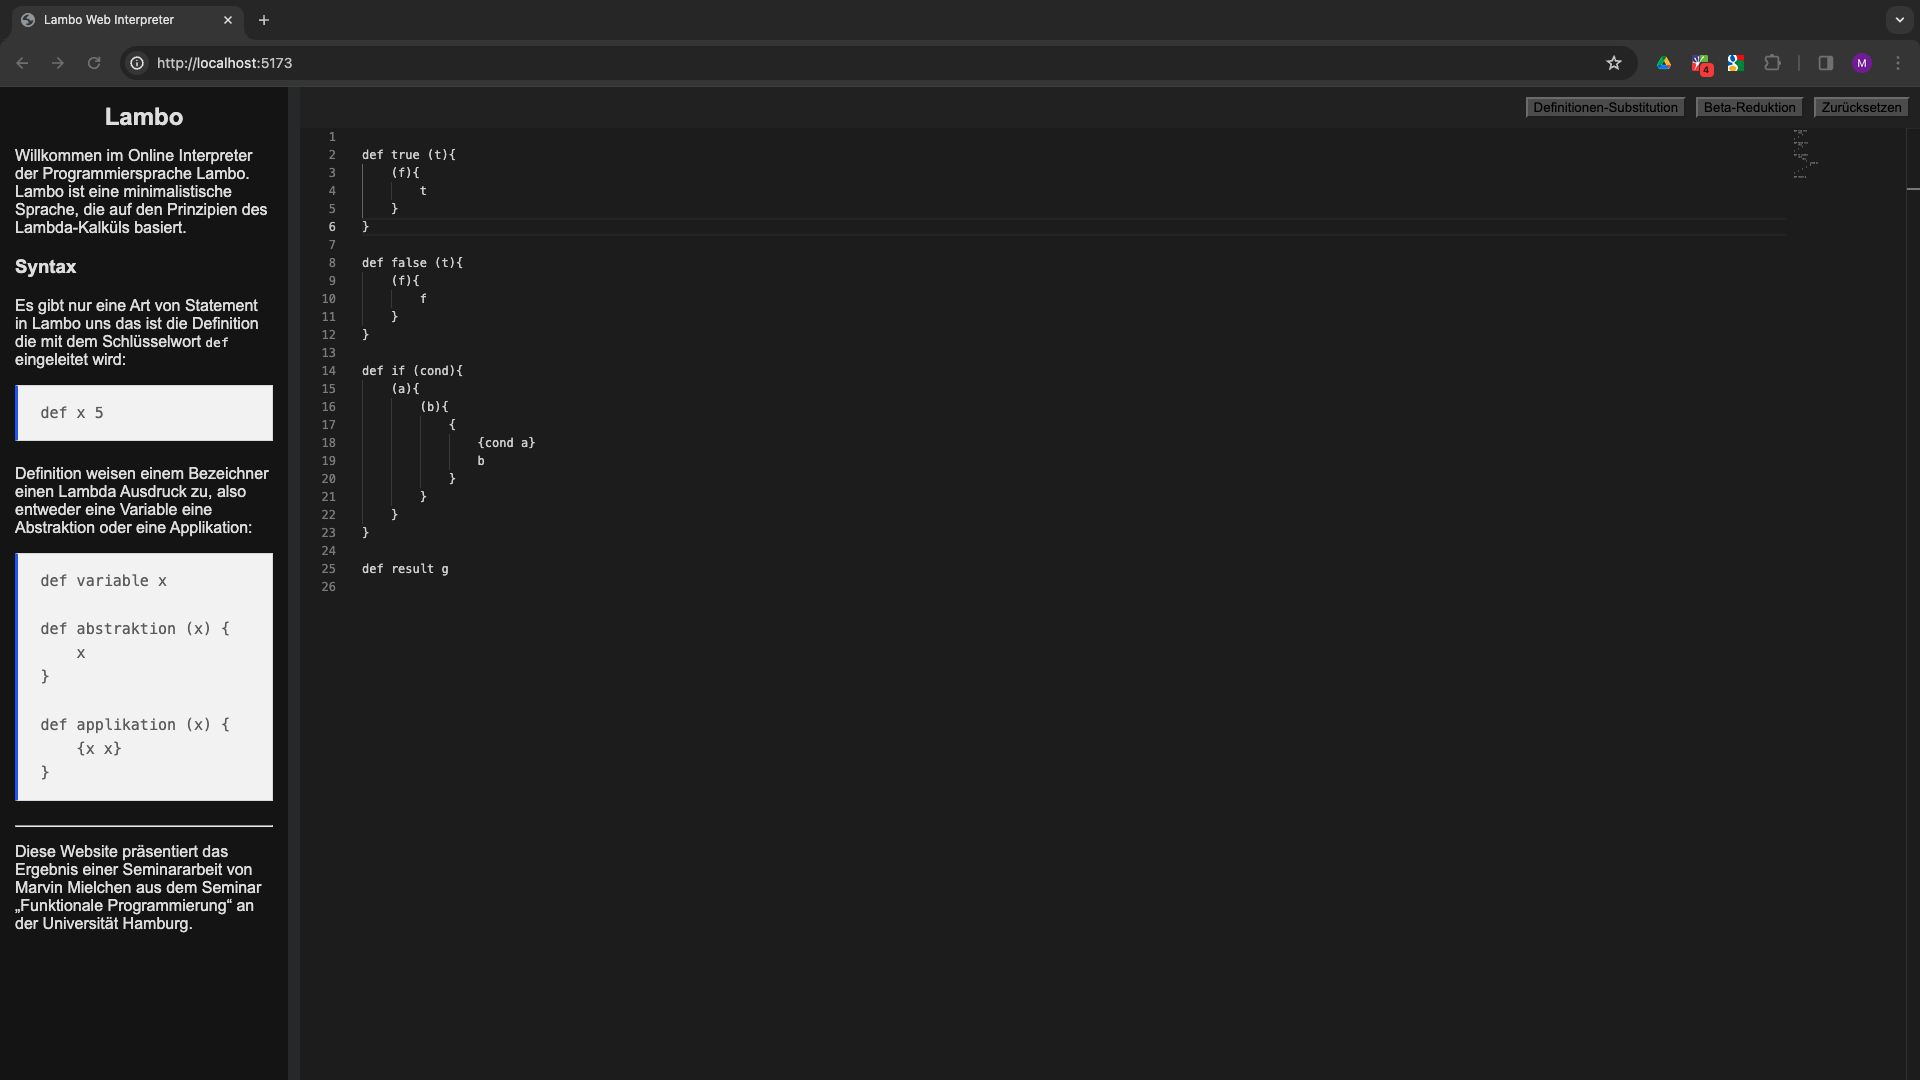 Lambo Web Interpreter
http://localhost:5173
4
M
Definitionen-Substitution
Beta-Reduktion
Zurücksetzen
Lambo
Willkommen im Online Interpreter
der Programmiersprache Lambo.
Lambo ist eine minimalistische
Sprache, die auf den Prinzipien des
Lambda-Kalküls basiert.
Syntax
Es gibt nur eine Art von Statement
in Lambo uns das ist die Definition
die mit dem Schlüsselwort def
eingeleitet wird:
def x 5
Definition weisen einem Bezeichner
einen Lambda Ausdruck zu, also
entweder eine Variable eine
Abstraktion oder eine Applikation:
def variable x
def abstraktion (x) {
x
}
def applikation (x) {
{x x}
}
Diese Website präsentiert das
Ergebnis einer Seminararbeit von
Marvin Mielchen aus dem Seminar
„Funktionale Programmierung“ an
der Universität Hamburg.
1
2 def true (t){
3 (f){
4 t
5 }
6 }
7
8 def false (t){
9 (f){
10 f
11 }
12 }
13
14 def if (cond){
15 (a){
16 (b){
17 {
18 {cond a}
19 b
20 }
21 }
22 }
23 }
24
25 def result g
26